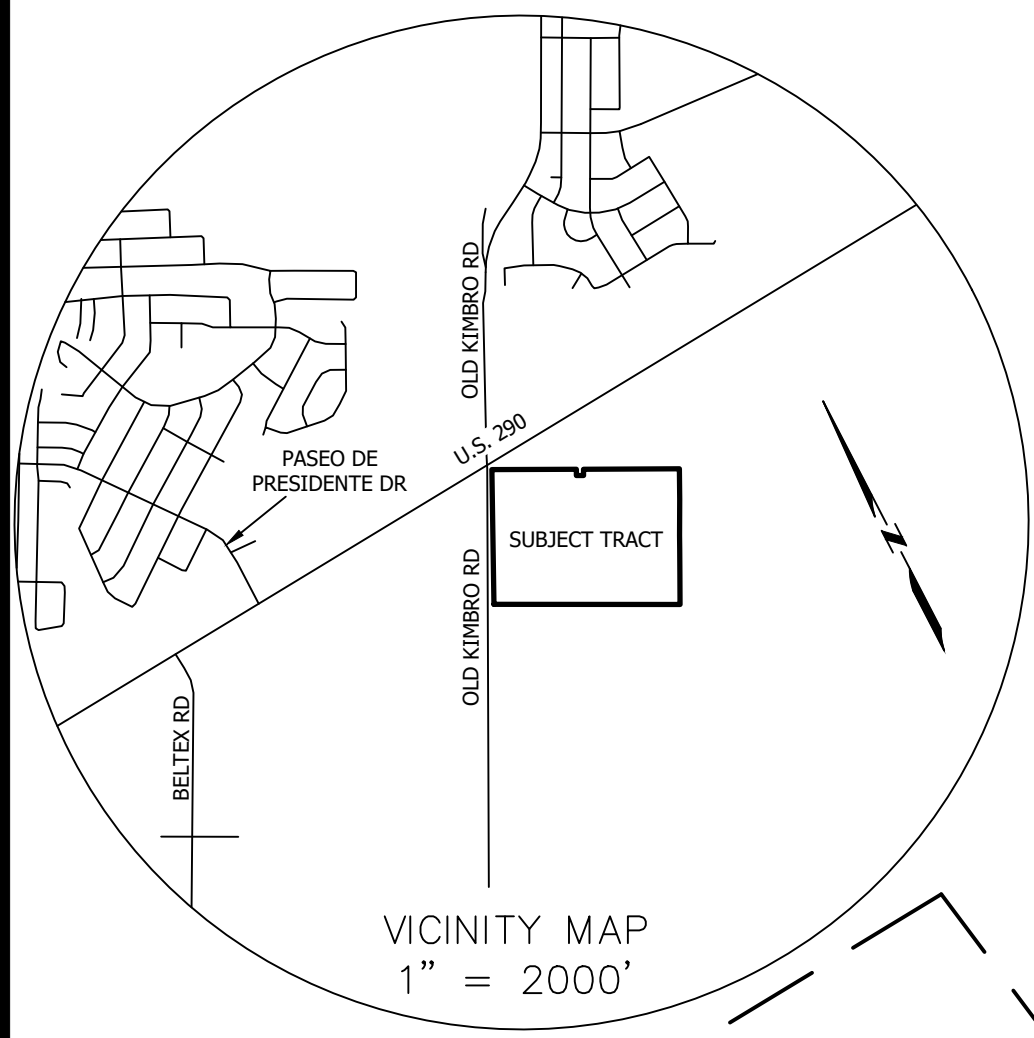 OLD KIMBRO RD
U.S. 290
PASEO DE
PRESIDENTE DR
SUBJECT TRACT
OLD KIMBRO RD
BELTEX RD
N
VICINITY MAP
1" = 2000'